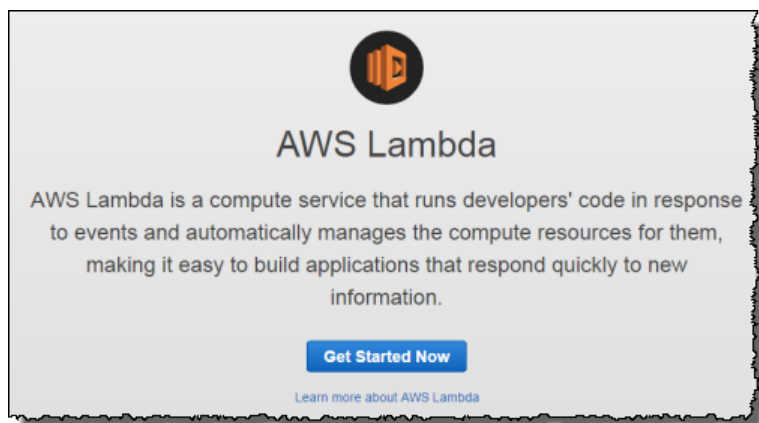 AWS Lambda
AWS Lambda is a compute service that runs developers' code in response
to events and automatically manages the compute resources for them,
making it easy to build applications that respond quickly to new
information.
Get Started Now
Learn more about AWS Lambda